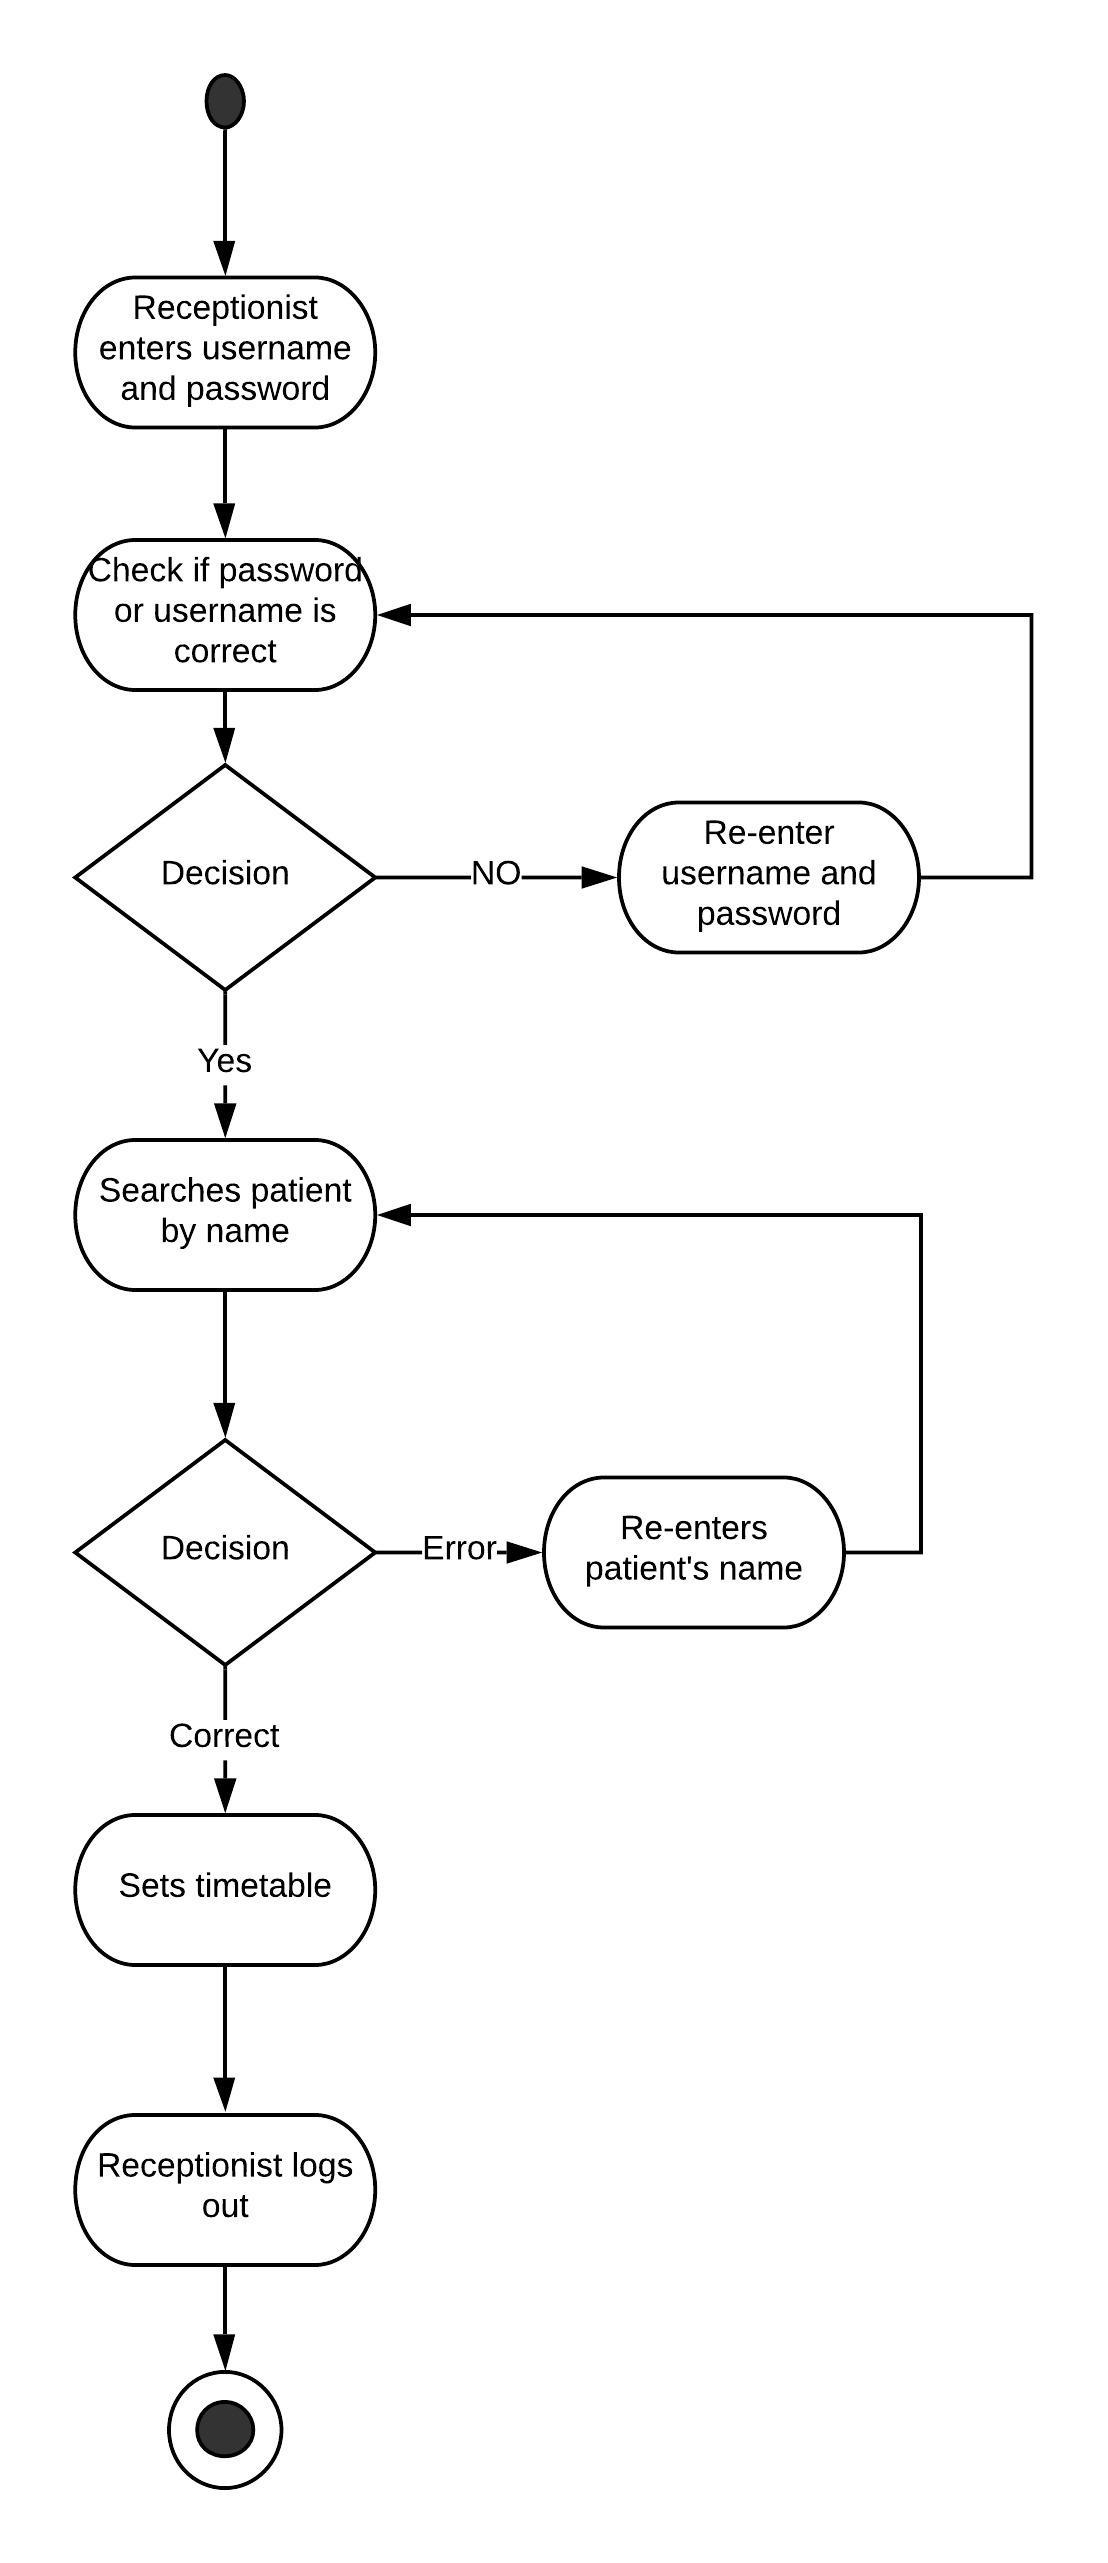 Receptionist
enters username
and password
Check if password
or username is
correct
Decision
NO
Re-enter
username and
password
Yes
Searches patient
by name
Decision
Error
Re-enters
patient's name
Correct
Sets timetable
Receptionist logs
out